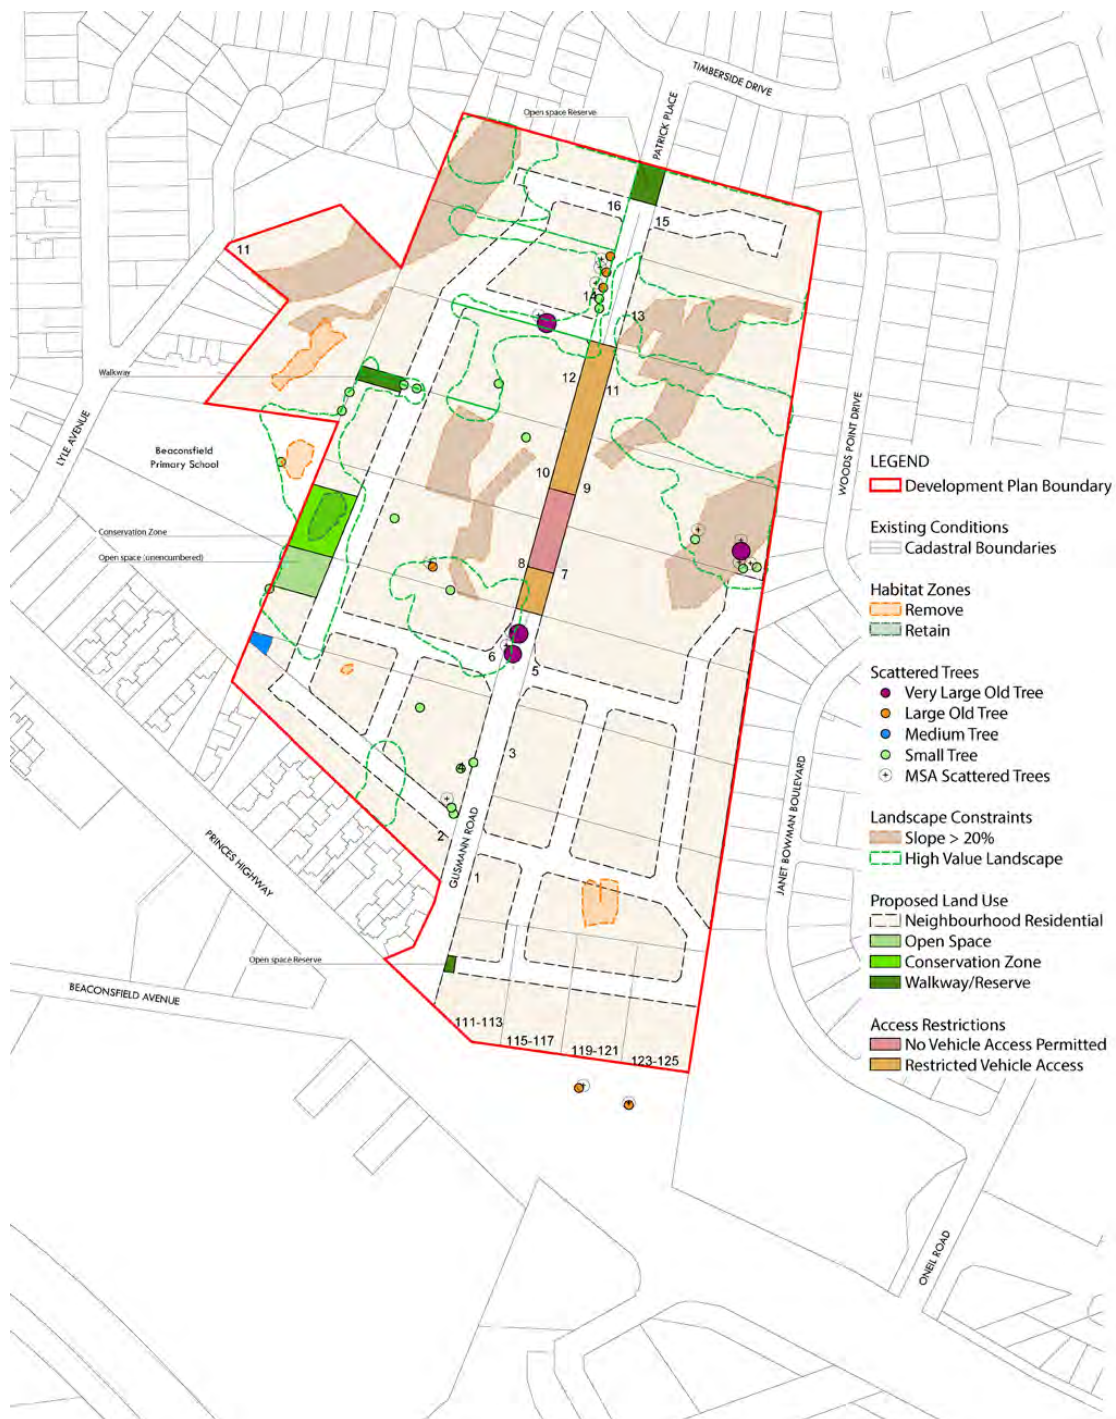 TIMBERSIDE DRIVE
Open space Reserve
PATRICK PLACE
16
15
11
14
13
Walkway
12
11
LYLE AVENUE
Beaconsfield
Primary School
WOODS POINT DRIVE
10
9
Conservation Zone
Open space (unencumbered)
8
7
6
5
3
4
2
GUSMANN ROAD
1
JANET BOWMAN BOULEVARD
PRINCES HIGHWAY
Open space Reserve
BEACONSFIELD AVENUE
111-113
115-117
119-121
123-125
ONEIL ROAD
LEGEND
Development Plan Boundary
Existing Conditions
Cadastral Boundaries
Habitat Zones
Remove
Retain
Scattered Trees
Very Large Old Tree
Large Old Tree
Medium Tree
Small Tree
MSA Scattered Trees
Landscape Constraints
Slope > 20%
High Value Landscape
Proposed Land Use
Neighbourhood Residential
Open Space
Conservation Zone
Walkway/Reserve
Access Restrictions
No Vehicle Access Permitted
Restricted Vehicle Access